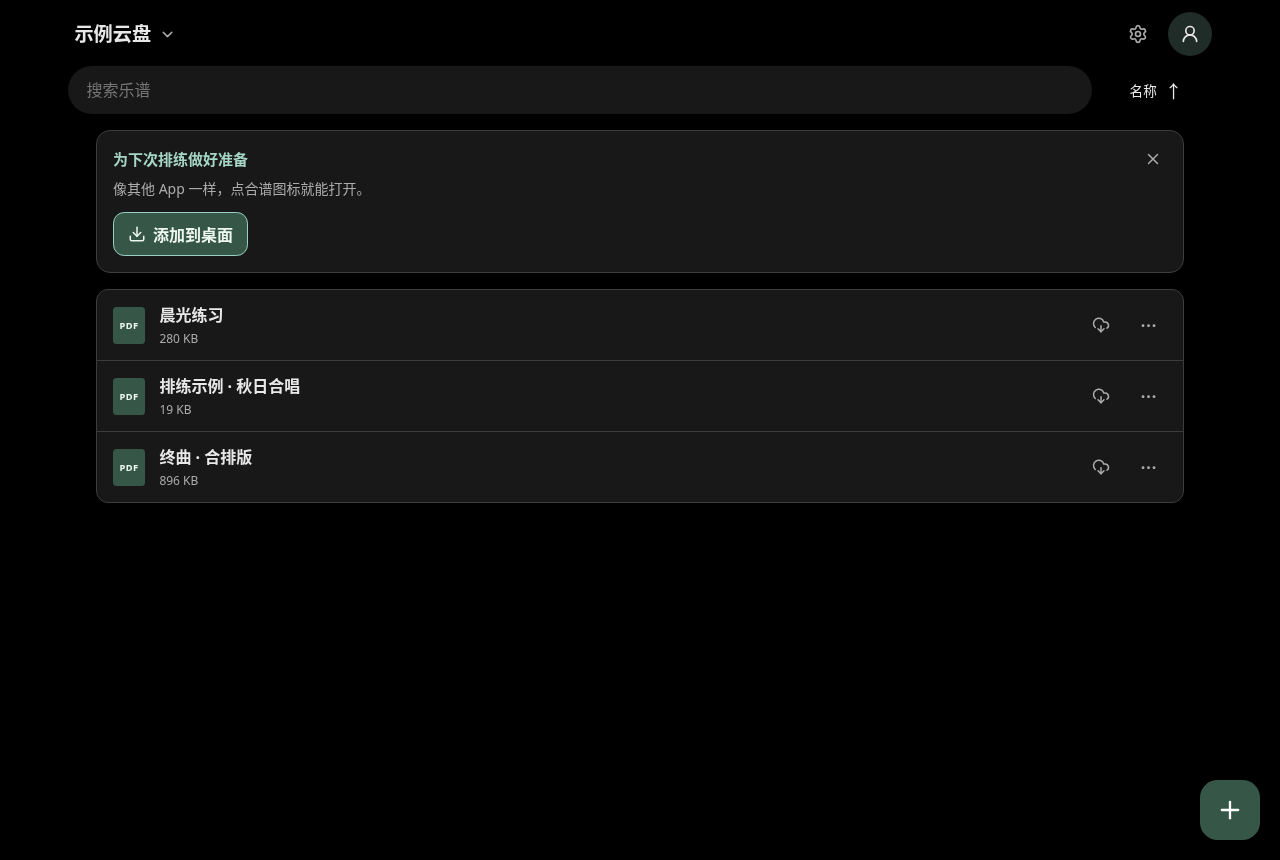 示例云盘
搜索乐谱
名称
为下次排练做好准备
像其他 App 一样，点合谱图标就能打开。
添加到桌面
PDF
晨光练习
280 KB
PDF
排练示例 · 秋日合唱
19 KB
PDF
终曲 · 合排版
896 KB